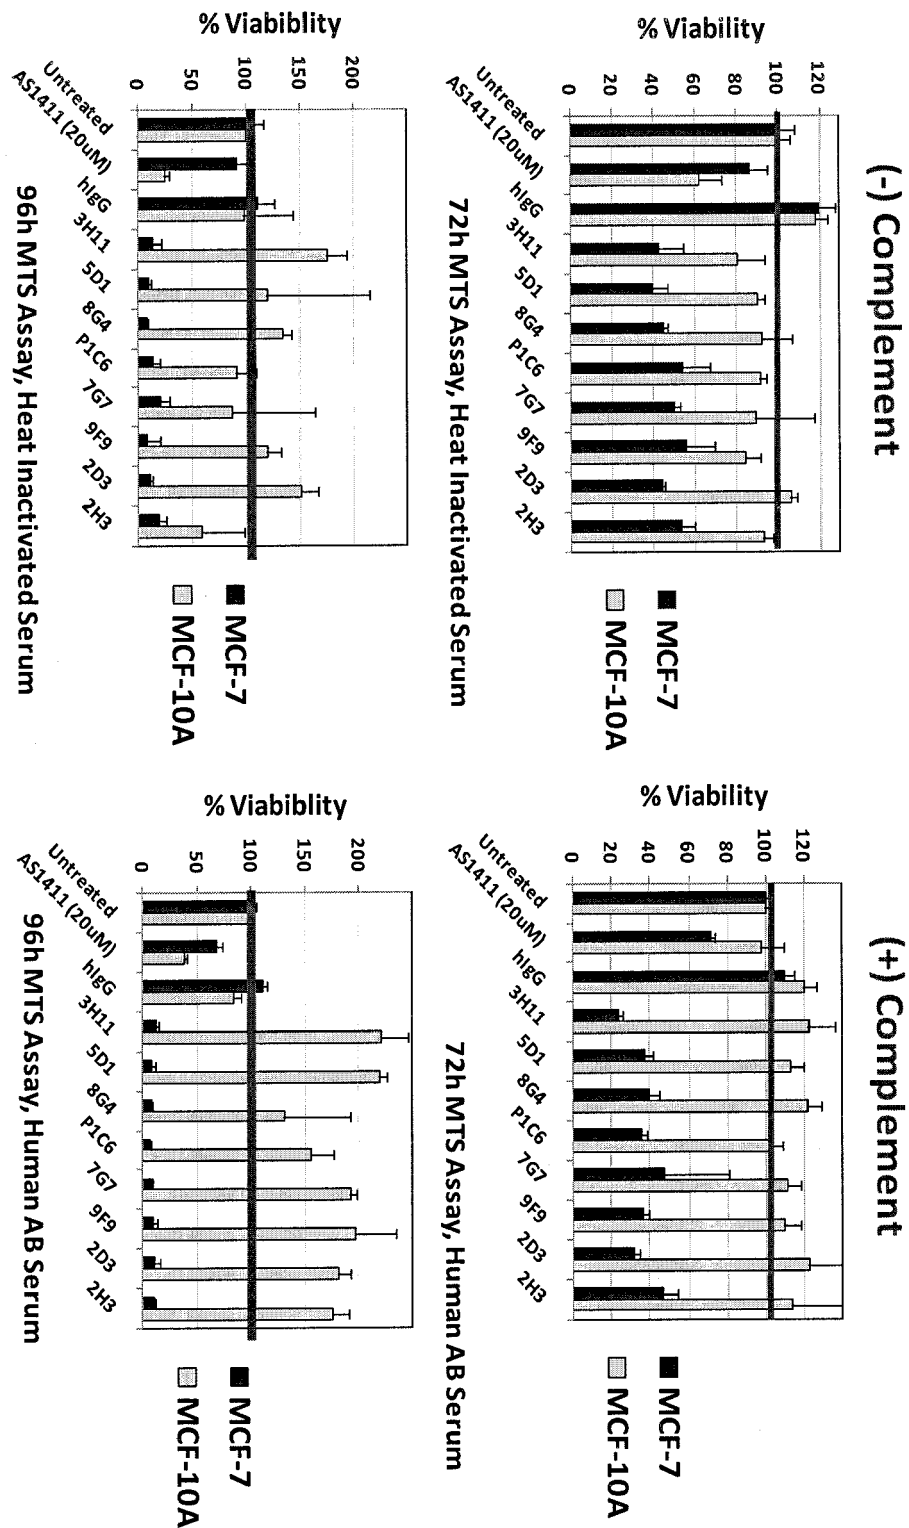 (-) Complement
% Viability
0 20 40 60 80 100 120
Untreated
AS1411 (20uM)
hIgG
3H11
5D1
8G4
P1C6
7G7
9F9
2D3
2H3
MCF-7
MCF-10A
72h MTS Assay, Heat Inactivated Serum
% Viabiblity
0 50 100 150 200
Untreated
AS1411 (20uM)
hIgG
3H11
5D1
8G4
P1C6
7G7
9F9
2D3
2H3
MCF-7
MCF-10A
96h MTS Assay, Heat Inactivated Serum
(+) Complement
% Viability
0 20 40 60 80 100 120
Untreated
AS1411 (20uM)
hIgG
3H11
5D1
8G4
P1C6
7G7
9F9
2D3
2H3
MCF-7
MCF-10A
72h MTS Assay, Human AB Serum
% Viabiblity
0 50 100 150 200
Untreated
AS1411 (20uM)
hIgG
3H11
5D1
8G4
P1C6
7G7
9F9
2D3
2H3
MCF-7
MCF-10A
96h MTS Assay, Human AB Serum